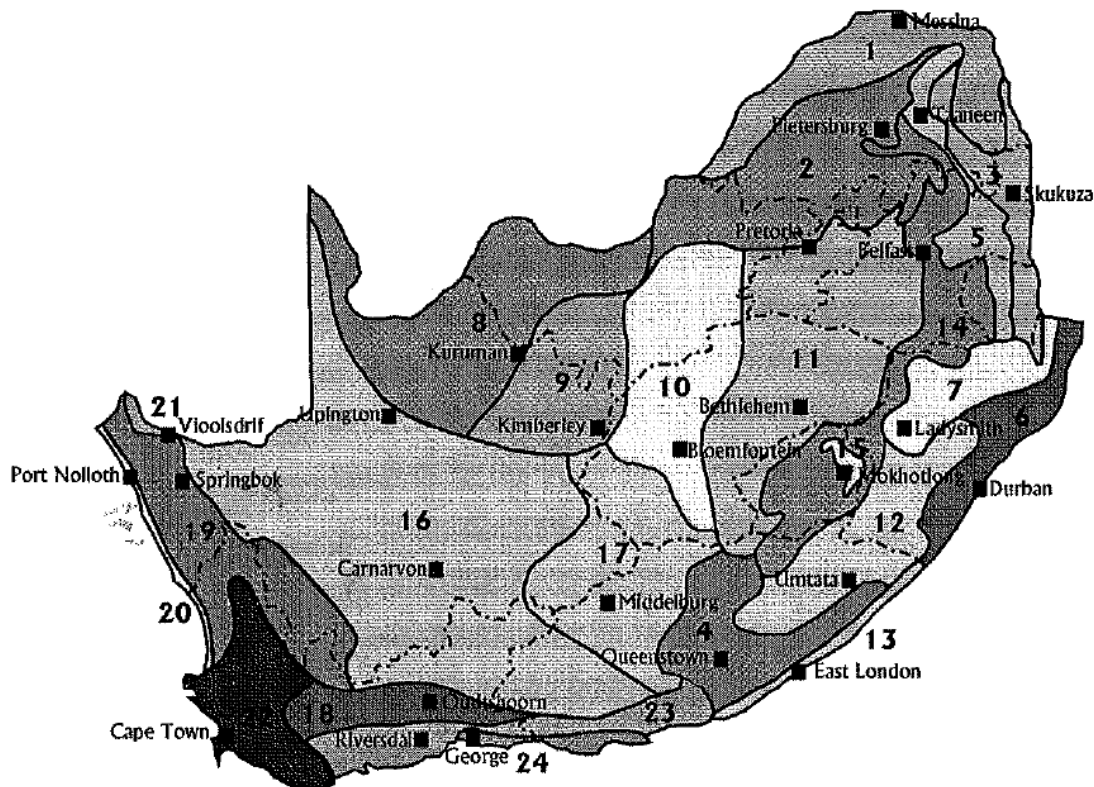 Messina
1
Tzaneen
Pietersburg
2
3
Skukuza
Pretoria
Belfast
5
8
14
Kuruman
9
10
11
7
21
Vioolsdrif
Upington
Bethlehem
6
Kimberley
Ladysmith
Bloemfontein
15
Port Nolloth
Springbok
Mokhotlong
Durban
16
12
19
17
Carnarvon
Umtata
20
Middelburg
4
13
Queenstown
East London
Oudtshoorn
18
23
22
Cape Town
Riversdal
George
24